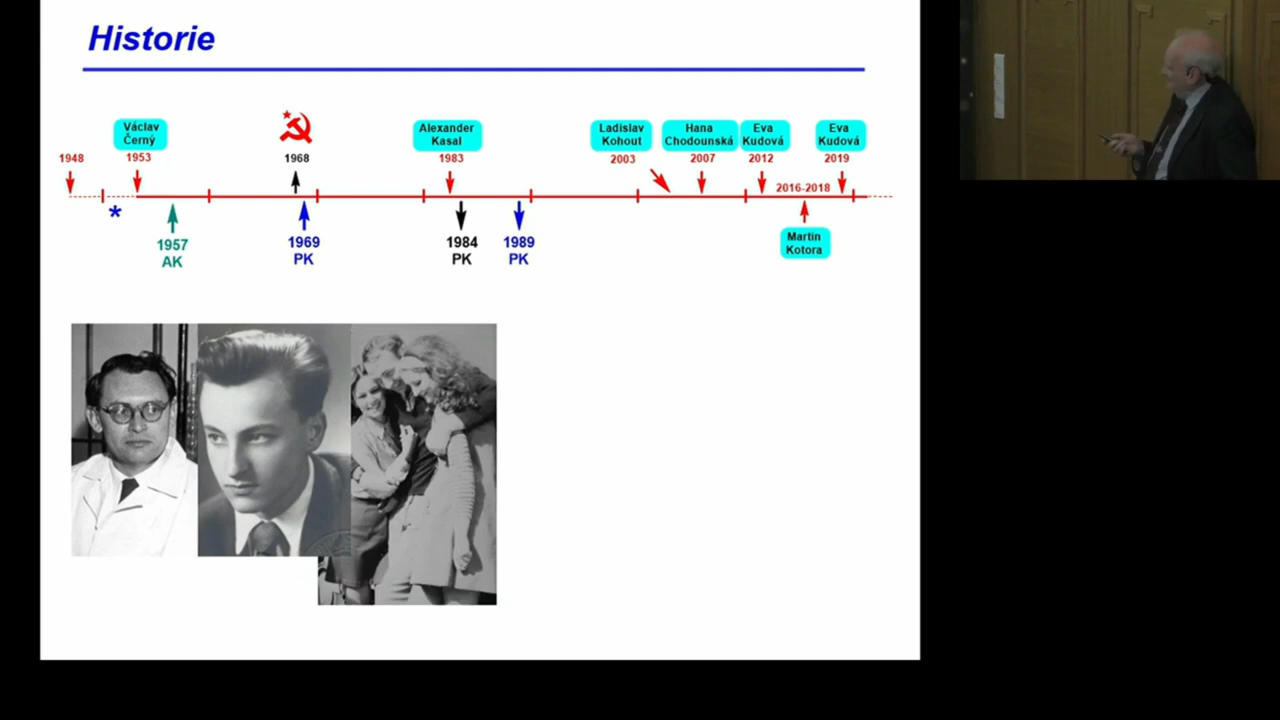 Historie
Václav
Černý
Alexander
Kasal
Ladislav
Kohout
Hana
Chodounská
Eva
Kudová
Eva
Kudová
1948
1953
1968
1983
2003
2007
2012
2019
2016-2018
*
1957
AK
1969
PK
1984
PK
1989
PK
Martin
Kotora